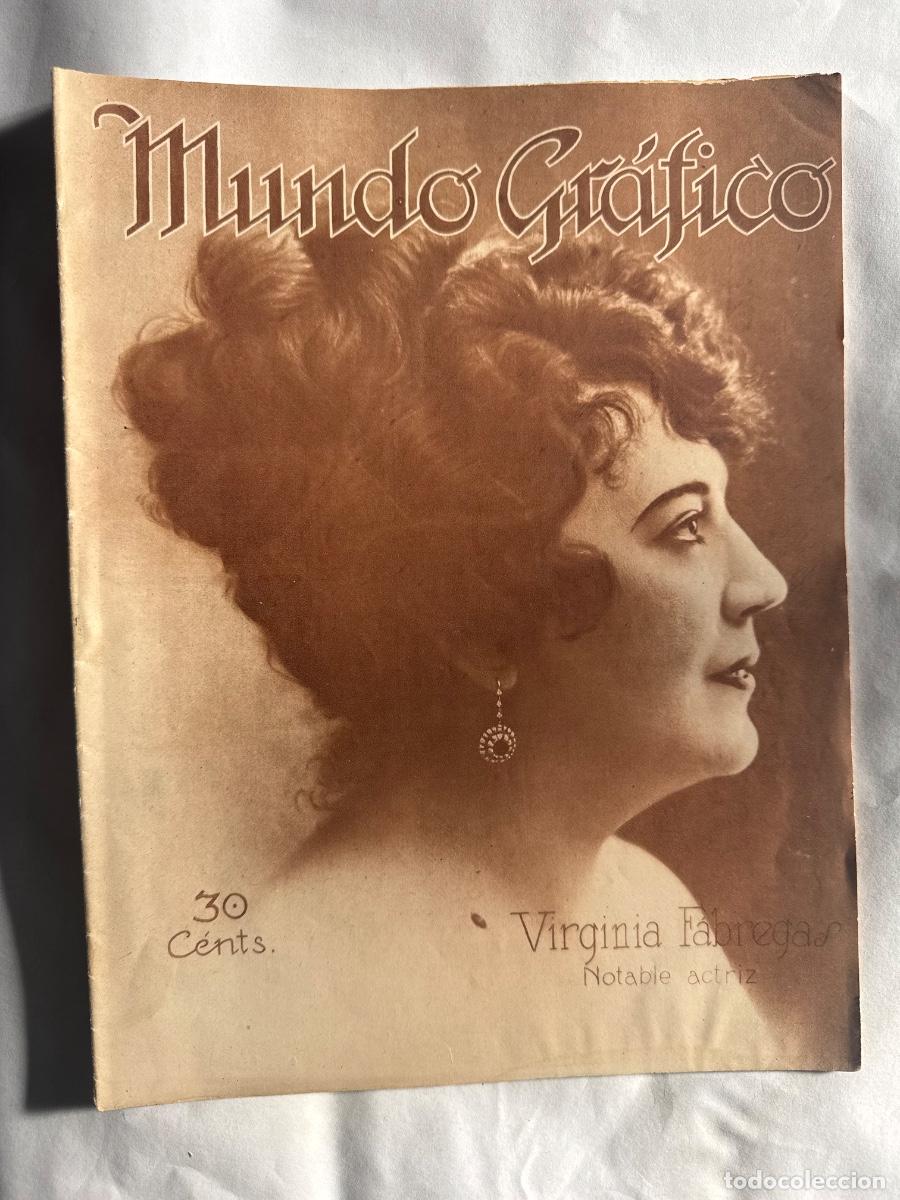 Mundo Gráfico
30
Cénts.
Virginia Fábregas
Notable actriz
todocoleccion